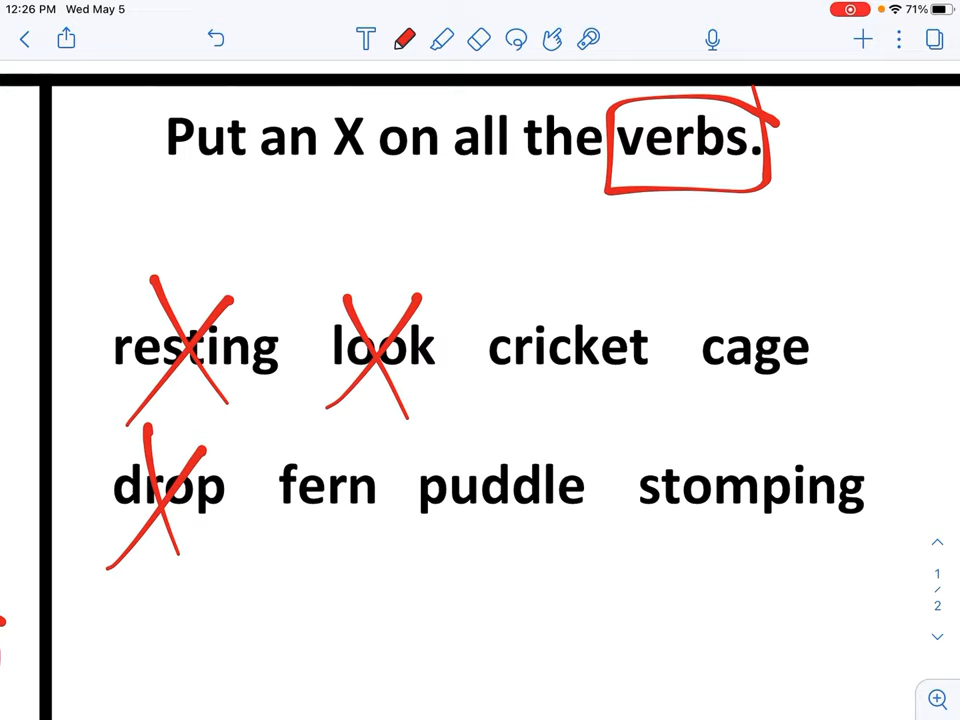 12:26 PM Wed May 5 71%
T
Put an X on all the verbs.
resting look cricket cage
drop fern puddle stomping
1
/
2